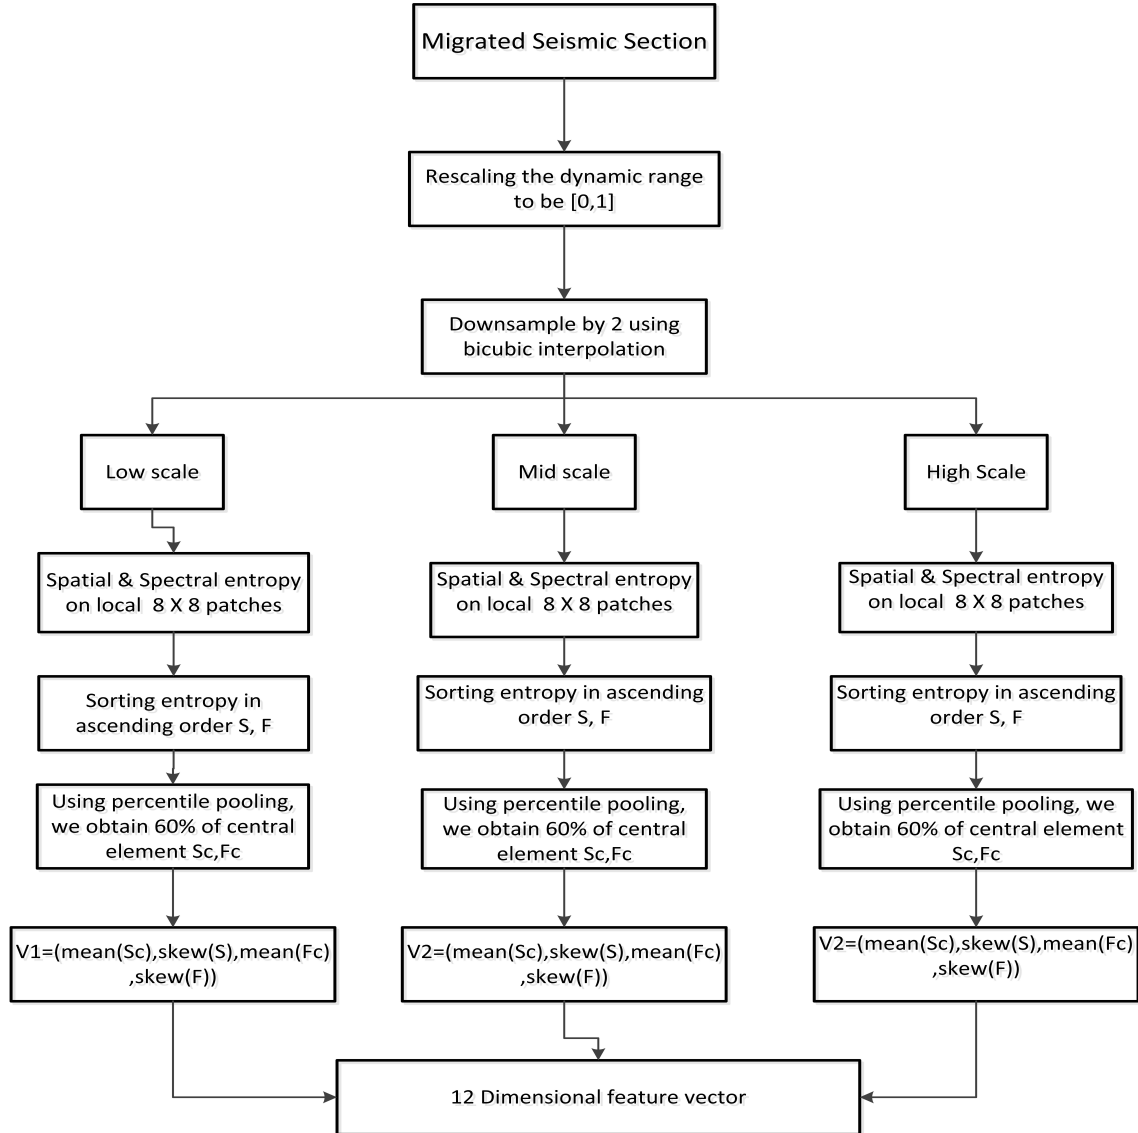 Migrated Seismic Section
Rescaling the dynamic range
to be [0,1]
Downsample by 2 using
bicubic interpolation
Low scale
Mid scale
High Scale
Spatial & Spectral entropy
on local 8 X 8 patches
Spatial & Spectral entropy
on local 8 X 8 patches
Spatial & Spectral entropy
on local 8 X 8 patches
Sorting entropy in
ascending order S, F
Sorting entropy in ascending
order S, F
Sorting entropy in ascending
order S, F
Using percentile pooling,
we obtain 60% of central
element Sc,Fc
Using percentile pooling,
we obtain 60% of central
element Sc,Fc
Using percentile pooling, we
obtain 60% of central element
Sc,Fc
V1=(mean(Sc),skew(S),mean(Fc)
,skew(F))
V2=(mean(Sc),skew(S),mean(Fc)
,skew(F))
V2=(mean(Sc),skew(S),mean(Fc)
,skew(F))
12 Dimensional feature vector